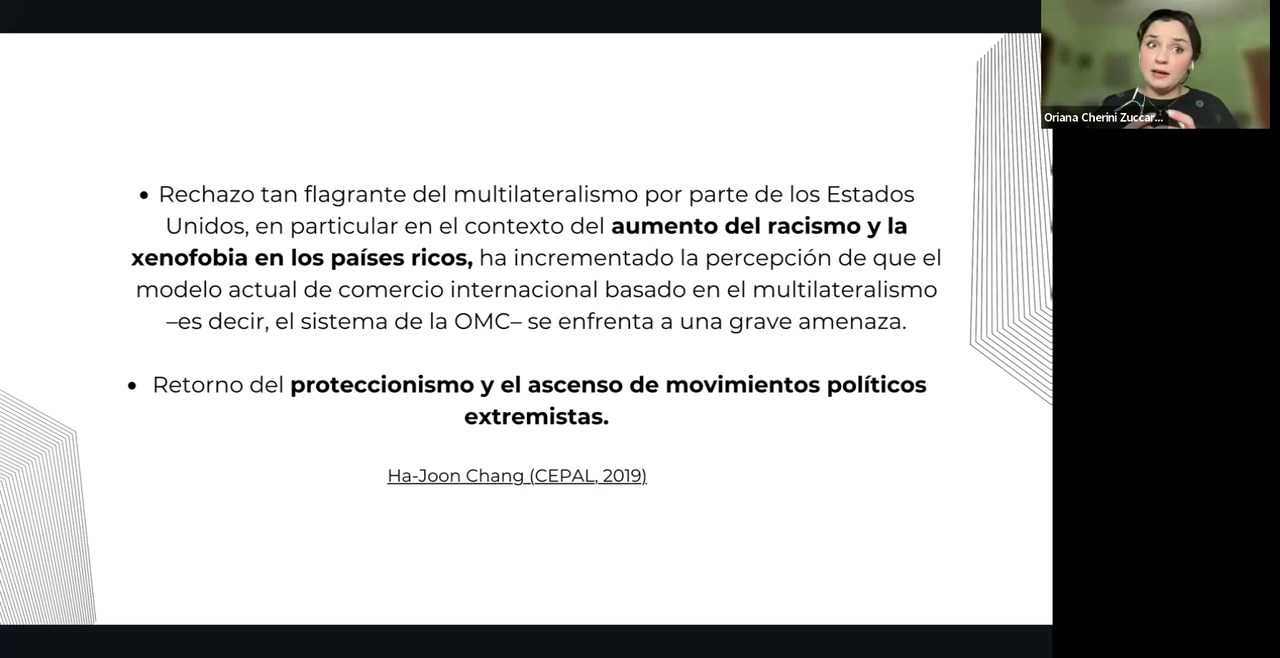 Oriana Cherini Zuccar...
• Rechazo tan flagrante del multilateralismo por parte de los Estados
Unidos, en particular en el contexto del aumento del racismo y la
xenofobia en los países ricos, ha incrementado la percepción de que el
modelo actual de comercio internacional basado en el multilateralismo
–es decir, el sistema de la OMC– se enfrenta a una grave amenaza.
• Retorno del proteccionismo y el ascenso de movimientos políticos
extremistas.
Ha-Joon Chang (CEPAL, 2019)